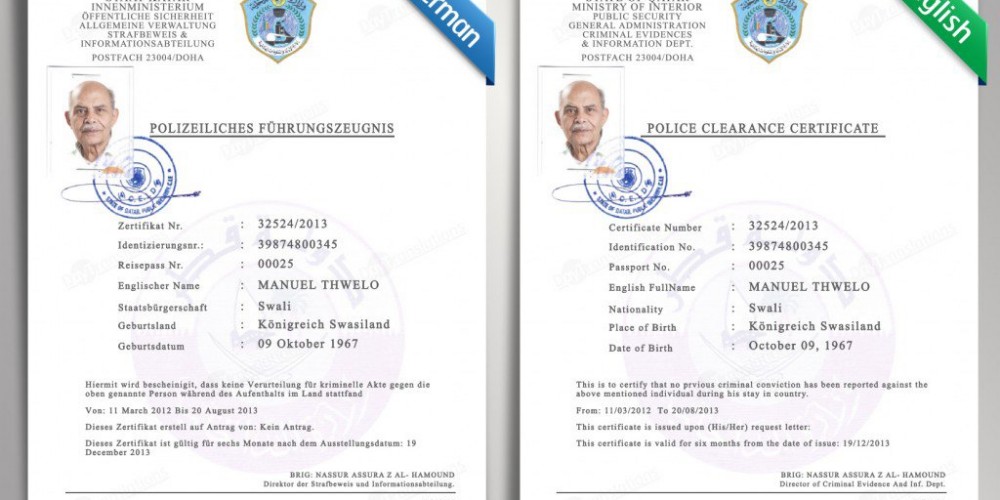 INNENMINISTERIUM
ÖFFENTLICHE SICHERHEIT
ALLGEMEINE VERWALTUNG
STRAFBEWEIS &
INFORMATIONSABTEILUNG
POSTFACH 23004/DOHA
German
POLIZEILICHES FÜHRUNGSZEUGNIS
Zertifikat Nr. : 32524/2013
Identizierungsnr.: : 39874800345
Reisepass Nr. : 00025
Englischer Name : MANUEL THWELO
Staatsbürgerschaft : Swali
Geburtsland : Königreich Swasiland
Geburtsdatum : 09 Oktober 1967
Hiermit wird bescheinigit, dass keine Verurteilung für kriminelle Akte gegen die
oben genannte Person während des Aufenthalts im Land stattfand
Von: 11 March 2012 Bis 20 August 2013
Dieses Zertifikat erstell auf Antrag von: Kein Antrag.
Dieses Zertifikat ist gültig für sechs Monate nach dem Ausstellungsdatum: 19
December 2013
BRIG: NASSUR ASSURA Z AL- HAMOUND
Direktor der Strafbeweis und Informationsabteilung.
MINISTRY OF INTERIOR
PUBLIC SECURITY
GENERAL ADMINISTRATION
CRIMINAL EVIDENCES
& INFORMATION DEPT.
POSTFACH 23004/DOHA
English
POLICE CLEARANCE CERTIFICATE
Certificate Number : 32524/2013
Identification No. : 39874800345
Passport No. : 00025
English FullName : MANUEL THWELO
Nationality : Swali
Place of Birth : Königreich Swasiland
Date of Birth : October 09, 1967
This is to certify that no prvious criminal conviction has been reported against the
above mentioned individual during his stay in country.
From: 11/03/2012 To 20/08/2013
This certificate is issued upon (His/Her) request letter:
This certificate is valid for six months from the date of issue: 19/12/2013
BRIG: NASSUR ASSURA Z AL- HAMOUND
Director of Criminal Evidence And Inf. Dept.